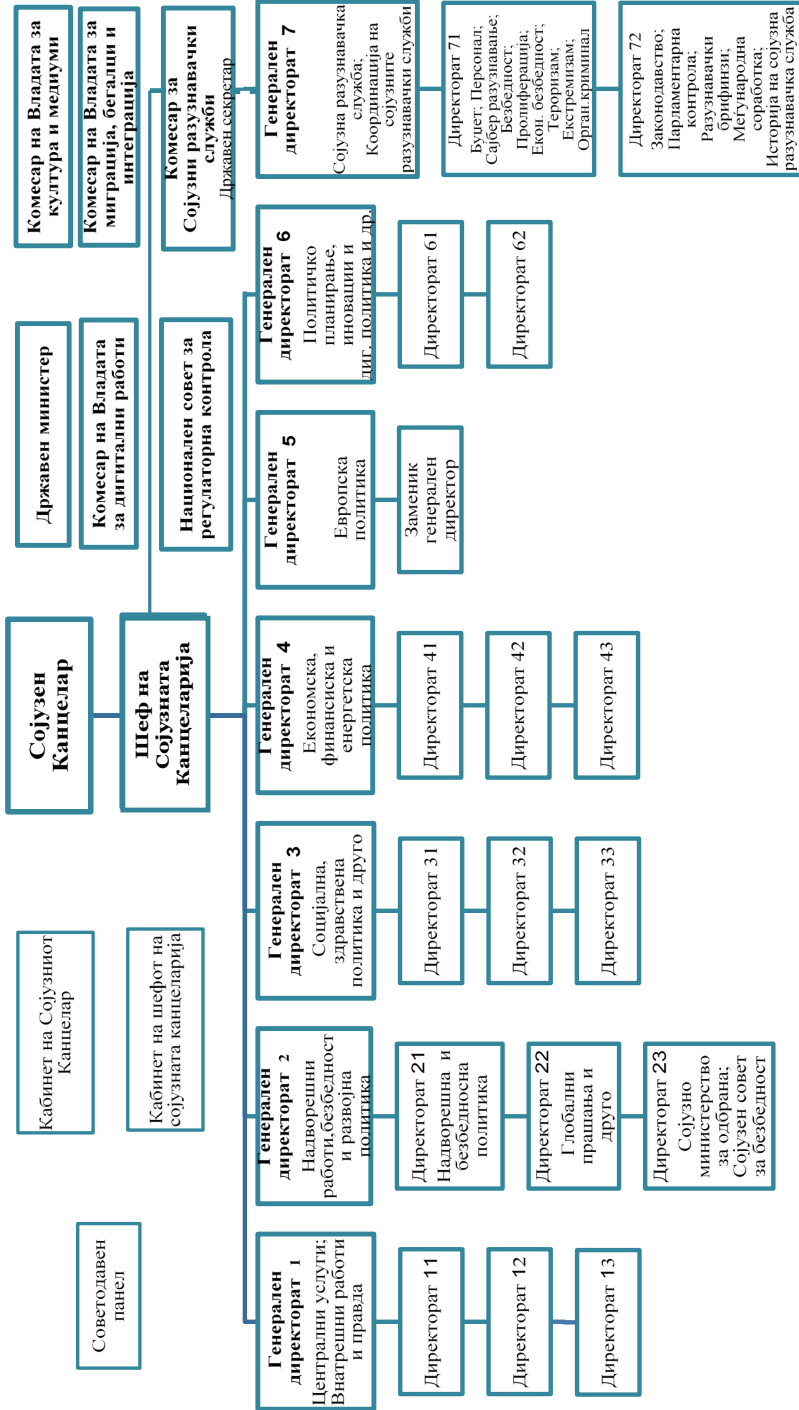 Сојузен
Канцелар
Шеф на
Сојузната
Канцеларија
Советодавен
панел
Кабинет на Сојузниот
Канцелар
Кабинет на шефот на
сојузната канцеларија
Државен министер
Комесар на Владата
за дигитални работи
Национален совет за
регулаторна контрола
Комесар на Владата за
култура и медиуми
Комесар на Владата за
миграција, бегалци и
интеграција
Комесар за
Сојузни разузнавачки
служби
Државен секретар
Генерален
директорат 1
Централни услуги;
Внатрешни работи
и правда
Директорат 11
Директорат 12
Директорат 13
Генерален
директорат 2
Надворешни
работи,безбедност
и развојна
политика
Директорат 21
Надворешна и
безбедносна
политика
Директорат 22
Глобални
прашања и
друго
Директорат 23
Сојузно
министерство
за одбрана;
Сојузен совет
за безбедност
Генерален
директорат 3
Социјална,
здравствена
политика и друго
Директорат 31
Директорат 32
Директорат 33
Генерален
директорат 4
Економска,
финансиска и
енергетска
политика
Директорат 41
Директорат 42
Директорат 43
Генерален
директорат 5
Европска
политика
Заменик
генерален
директор
Генерален
директорат 6
Политичко
планирање,
иновации и
диг. политика и др.
Директорат 61
Директорат 62
Генерален
директорат 7
Сојузна разузнавачка
служба;
Координација на
сојузните
разузнавачки служби
Директорат 71
Буџет; Персонал;
Сајбер разузнавање;
Безбедност;
Пролиферација;
Екон. безбедност;
Тероризам;
Екстремизам;
Орган.криминал
Директорат 72
Законодавство;
Парламентарна
контрола;
Разузнавачки
брифинзи;
Меѓународна
соработка;
Историја на сојузна
разузнавачка служба